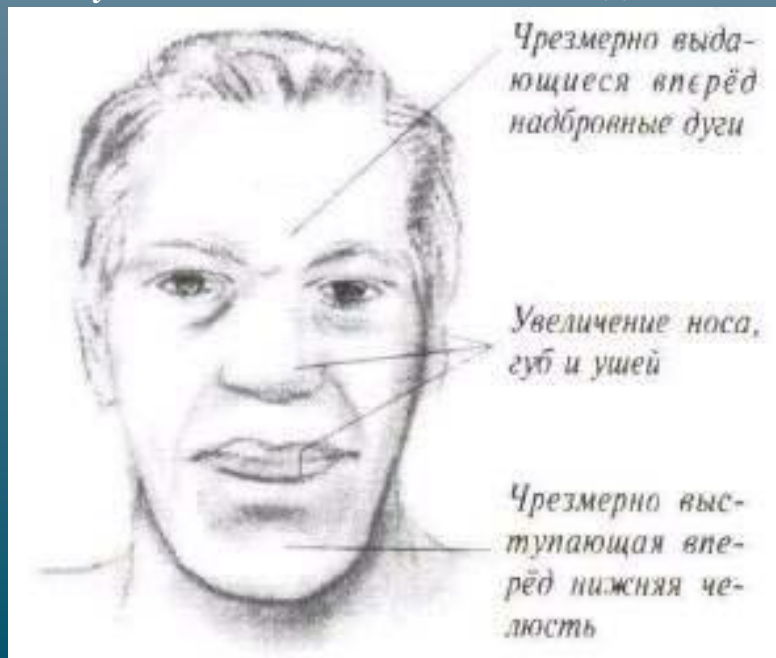 Чрезмерно выда-
ющиеся вперёд
надбровные дуги
Увеличение носа,
губ и ушей
Чрезмерно выс-
тупающая впе-
рёд нижняя че-
люсть